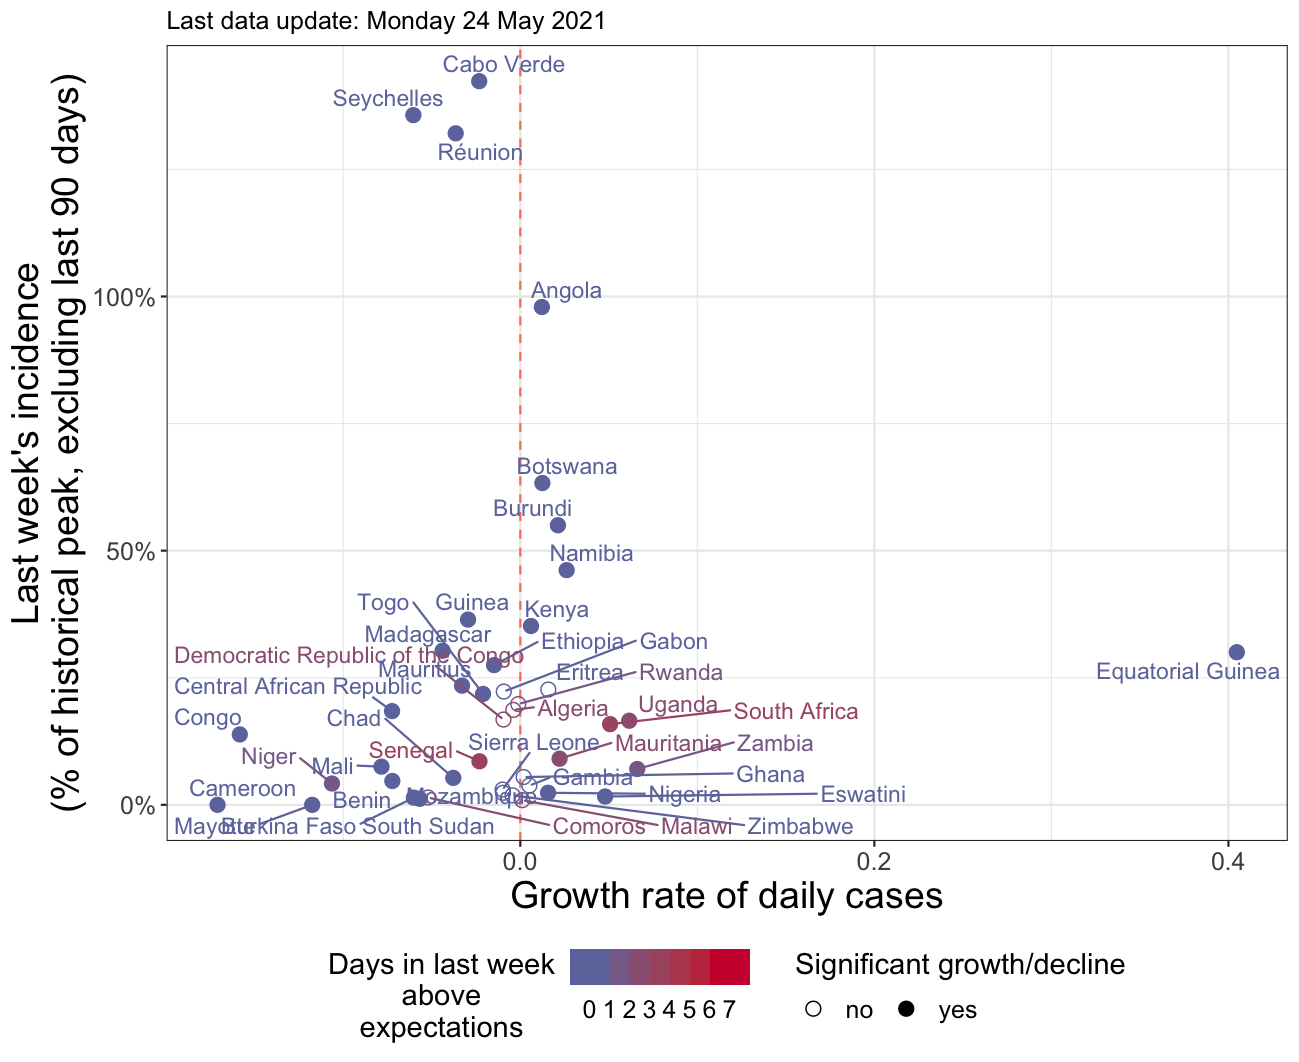 Last data update: Monday 24 May 2021
Last week's incidence
(% of historical peak, excluding last 90 days)
100%
50%
0%
Cabo Verde
Seychelles
Réunion
Angola
Botswana
Burundi
Namibia
Togo
Guinea
Kenya
Madagascar
Ethiopia
Gabon
Democratic Republic of the Congo
Mauritius
Eritrea
Rwanda
Equatorial Guinea
Central African Republic
Congo
Chad
Algeria
Uganda
South Africa
Niger
Mali
Senegal
Sierra Leone
Mauritania
Zambia
Cameroon
Benin
Mozambique
Gambia
Ghana
Nigeria
Eswatini
Mayotte
Burkina Faso
South Sudan
Comoros
Malawi
Zimbabwe
0.0
0.2
0.4
Growth rate of daily cases
Days in last week
above
expectations
0 1 2 3 4 5 6 7
Significant growth/decline
no
yes